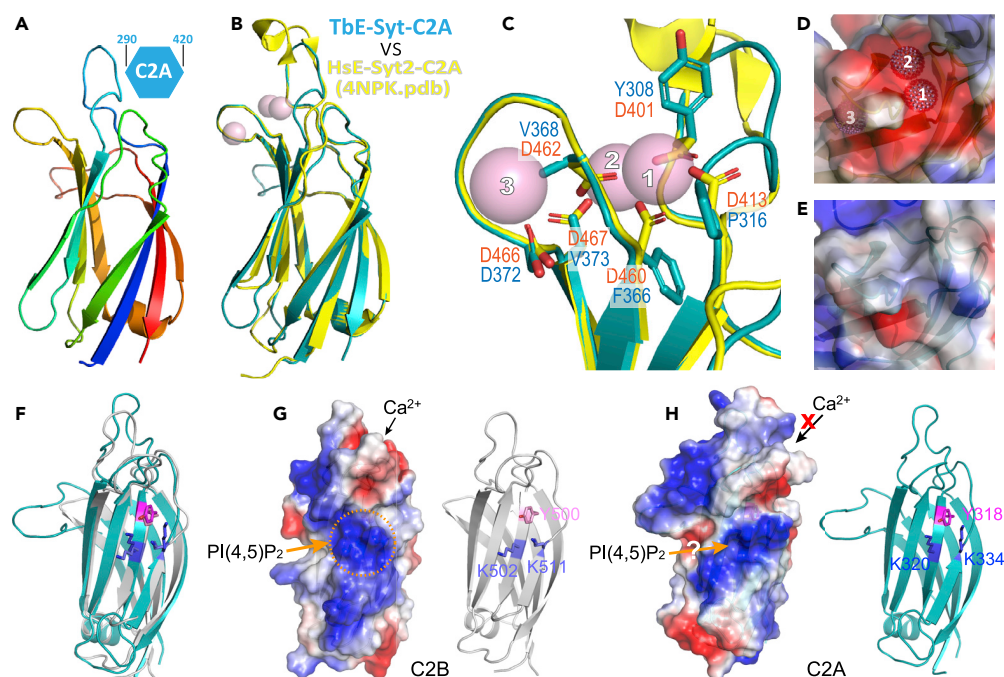 A
290
420
C2A
B
TbE-Syt-C2A
VS
HsE-Syt2-C2A
(4NPK.pdb)
C
Y308
D401
V368
D462
2
1
3
D413
P316
D466
D372
D467
V373
D460
F366
D
2
1
3
E
F
G
Ca²⁺
PI(4,5)P₂
Y500
K502
K511
C2B
H
X
Ca²⁺
PI(4,5)P₂
?
Y318
K320
K334
C2A